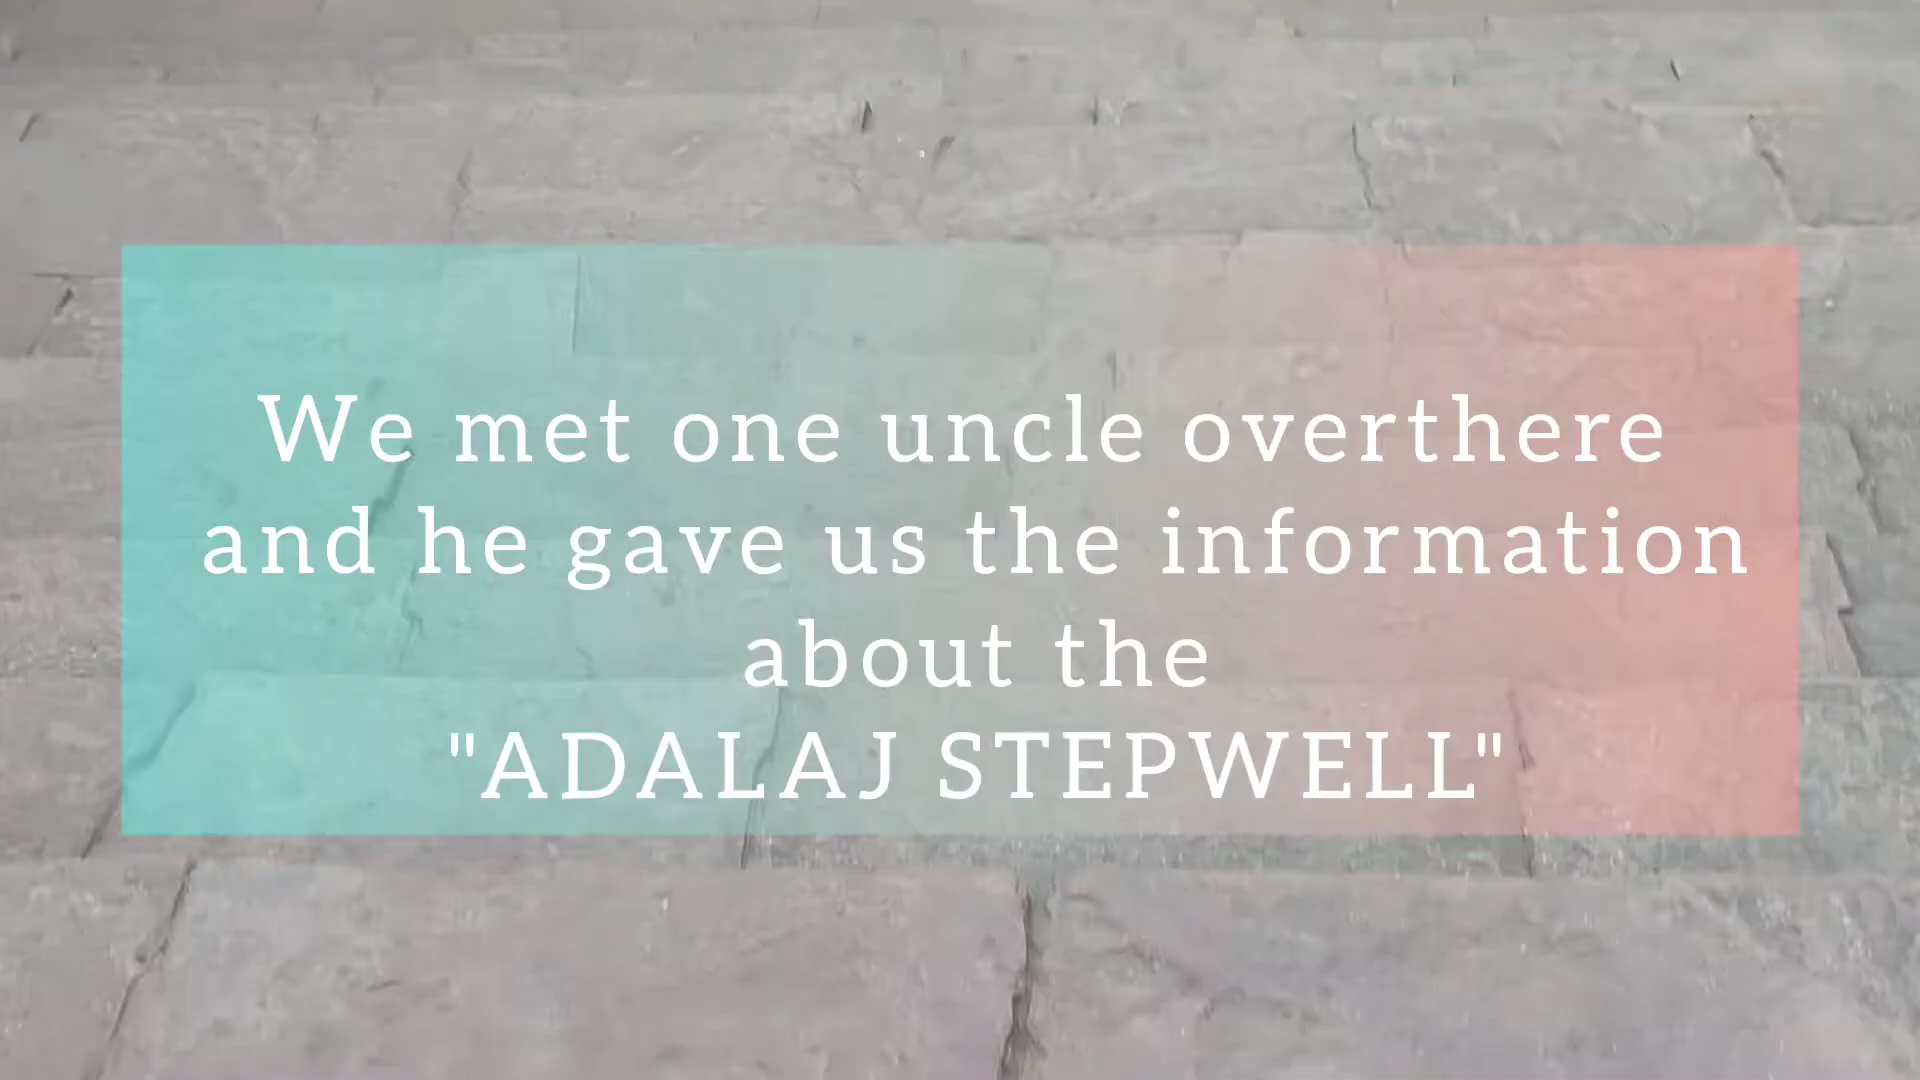 We met one uncle overthere
and he gave us the information
about the
"ADALAJ STEPWELL"